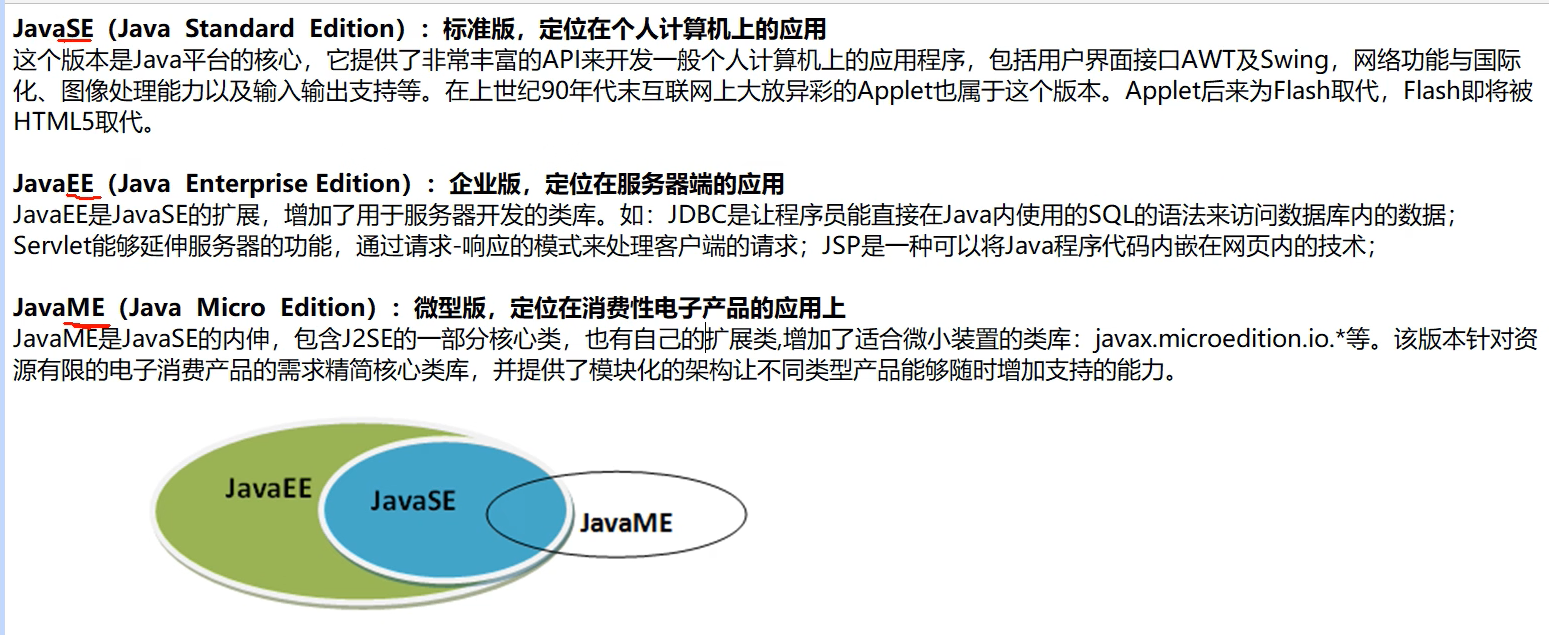 JavaSE（Java Standard Edition）：标准版，定位在个人计算机上的应用
这个版本是Java平台的核心，它提供了非常丰富的API来开发一般个人计算机上的应用程序，包括用户界面接口AWT及Swing，网络功能与国际
化、图像处理能力以及输入输出支持等。在上世纪90年代末互联网上大放异彩的Applet也属于这个版本。Applet后来为Flash取代，Flash即将被
HTML5取代。
JavaEE（Java Enterprise Edition）：企业版，定位在服务器端的应用
JavaEE是JavaSE的扩展，增加了用于服务器开发的类库。如：JDBC是让程序员能直接在Java内使用的SQL的语法来访问数据库内的数据；
Servlet能够延伸服务器的功能，通过请求-响应的模式来处理客户端的请求；JSP是一种可以将Java程序代码内嵌在网页内的技术；
JavaME（Java Micro Edition）：微型版，定位在消费性电子产品的应用上
JavaME是JavaSE的内伸，包含J2SE的一部分核心类，也有自己的扩展类,增加了适合微小装置的类库：javax.microedition.io.*等。该版本针对资
源有限的电子消费产品的需求精简核心类库，并提供了模块化的架构让不同类型产品能够随时增加支持的能力。
JavaEE
JavaSE
JavaME